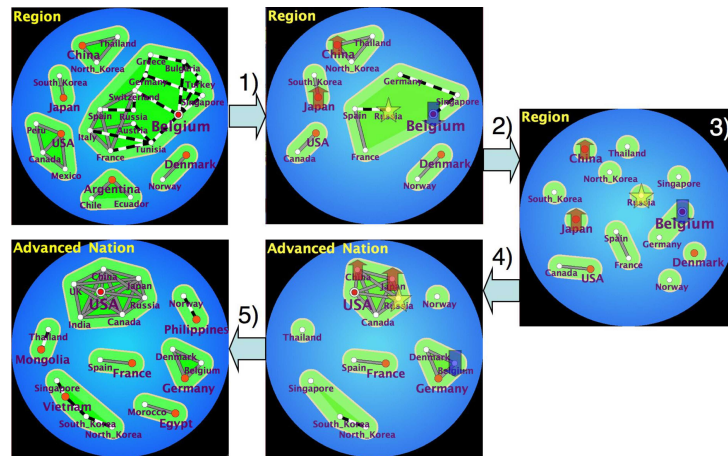 Region
China
Thailand
North_Korea
South_Korea
Japan
Greece
Bulgaria
Germany
Turkey
Switzerland
Singapore
Spain
Russia
Belgium
Peru
USA
Italy
Austria
Canada
France
Tunisia
Mexico
Denmark
Argentina
Norway
Chile
Ecuador
1)
Region
China
Thailand
North_Korea
South_Korea
Germany
Japan
Singapore
Spain
Russia
Belgium
USA
Canada
France
Denmark
Norway
2)
Region
3)
China
Thailand
North_Korea
South_Korea
Singapore
Russia
Japan
Belgium
Spain
Germany
France
Denmark
Canada
USA
Norway
4)
Advanced Nation
China
Japan
USA
Russia
Norway
Canada
Thailand
Spain
France
Denmark
Belgium
Germany
Singapore
South_Korea
North_Korea
5)
Advanced Nation
China
UK
Japan
USA
Russia
India
Canada
Norway
Philippines
Thailand
Mongolia
Spain
France
Denmark
Belgium
Germany
Singapore
Vietnam
Morocco
Egypt
South_Korea
North_Korea